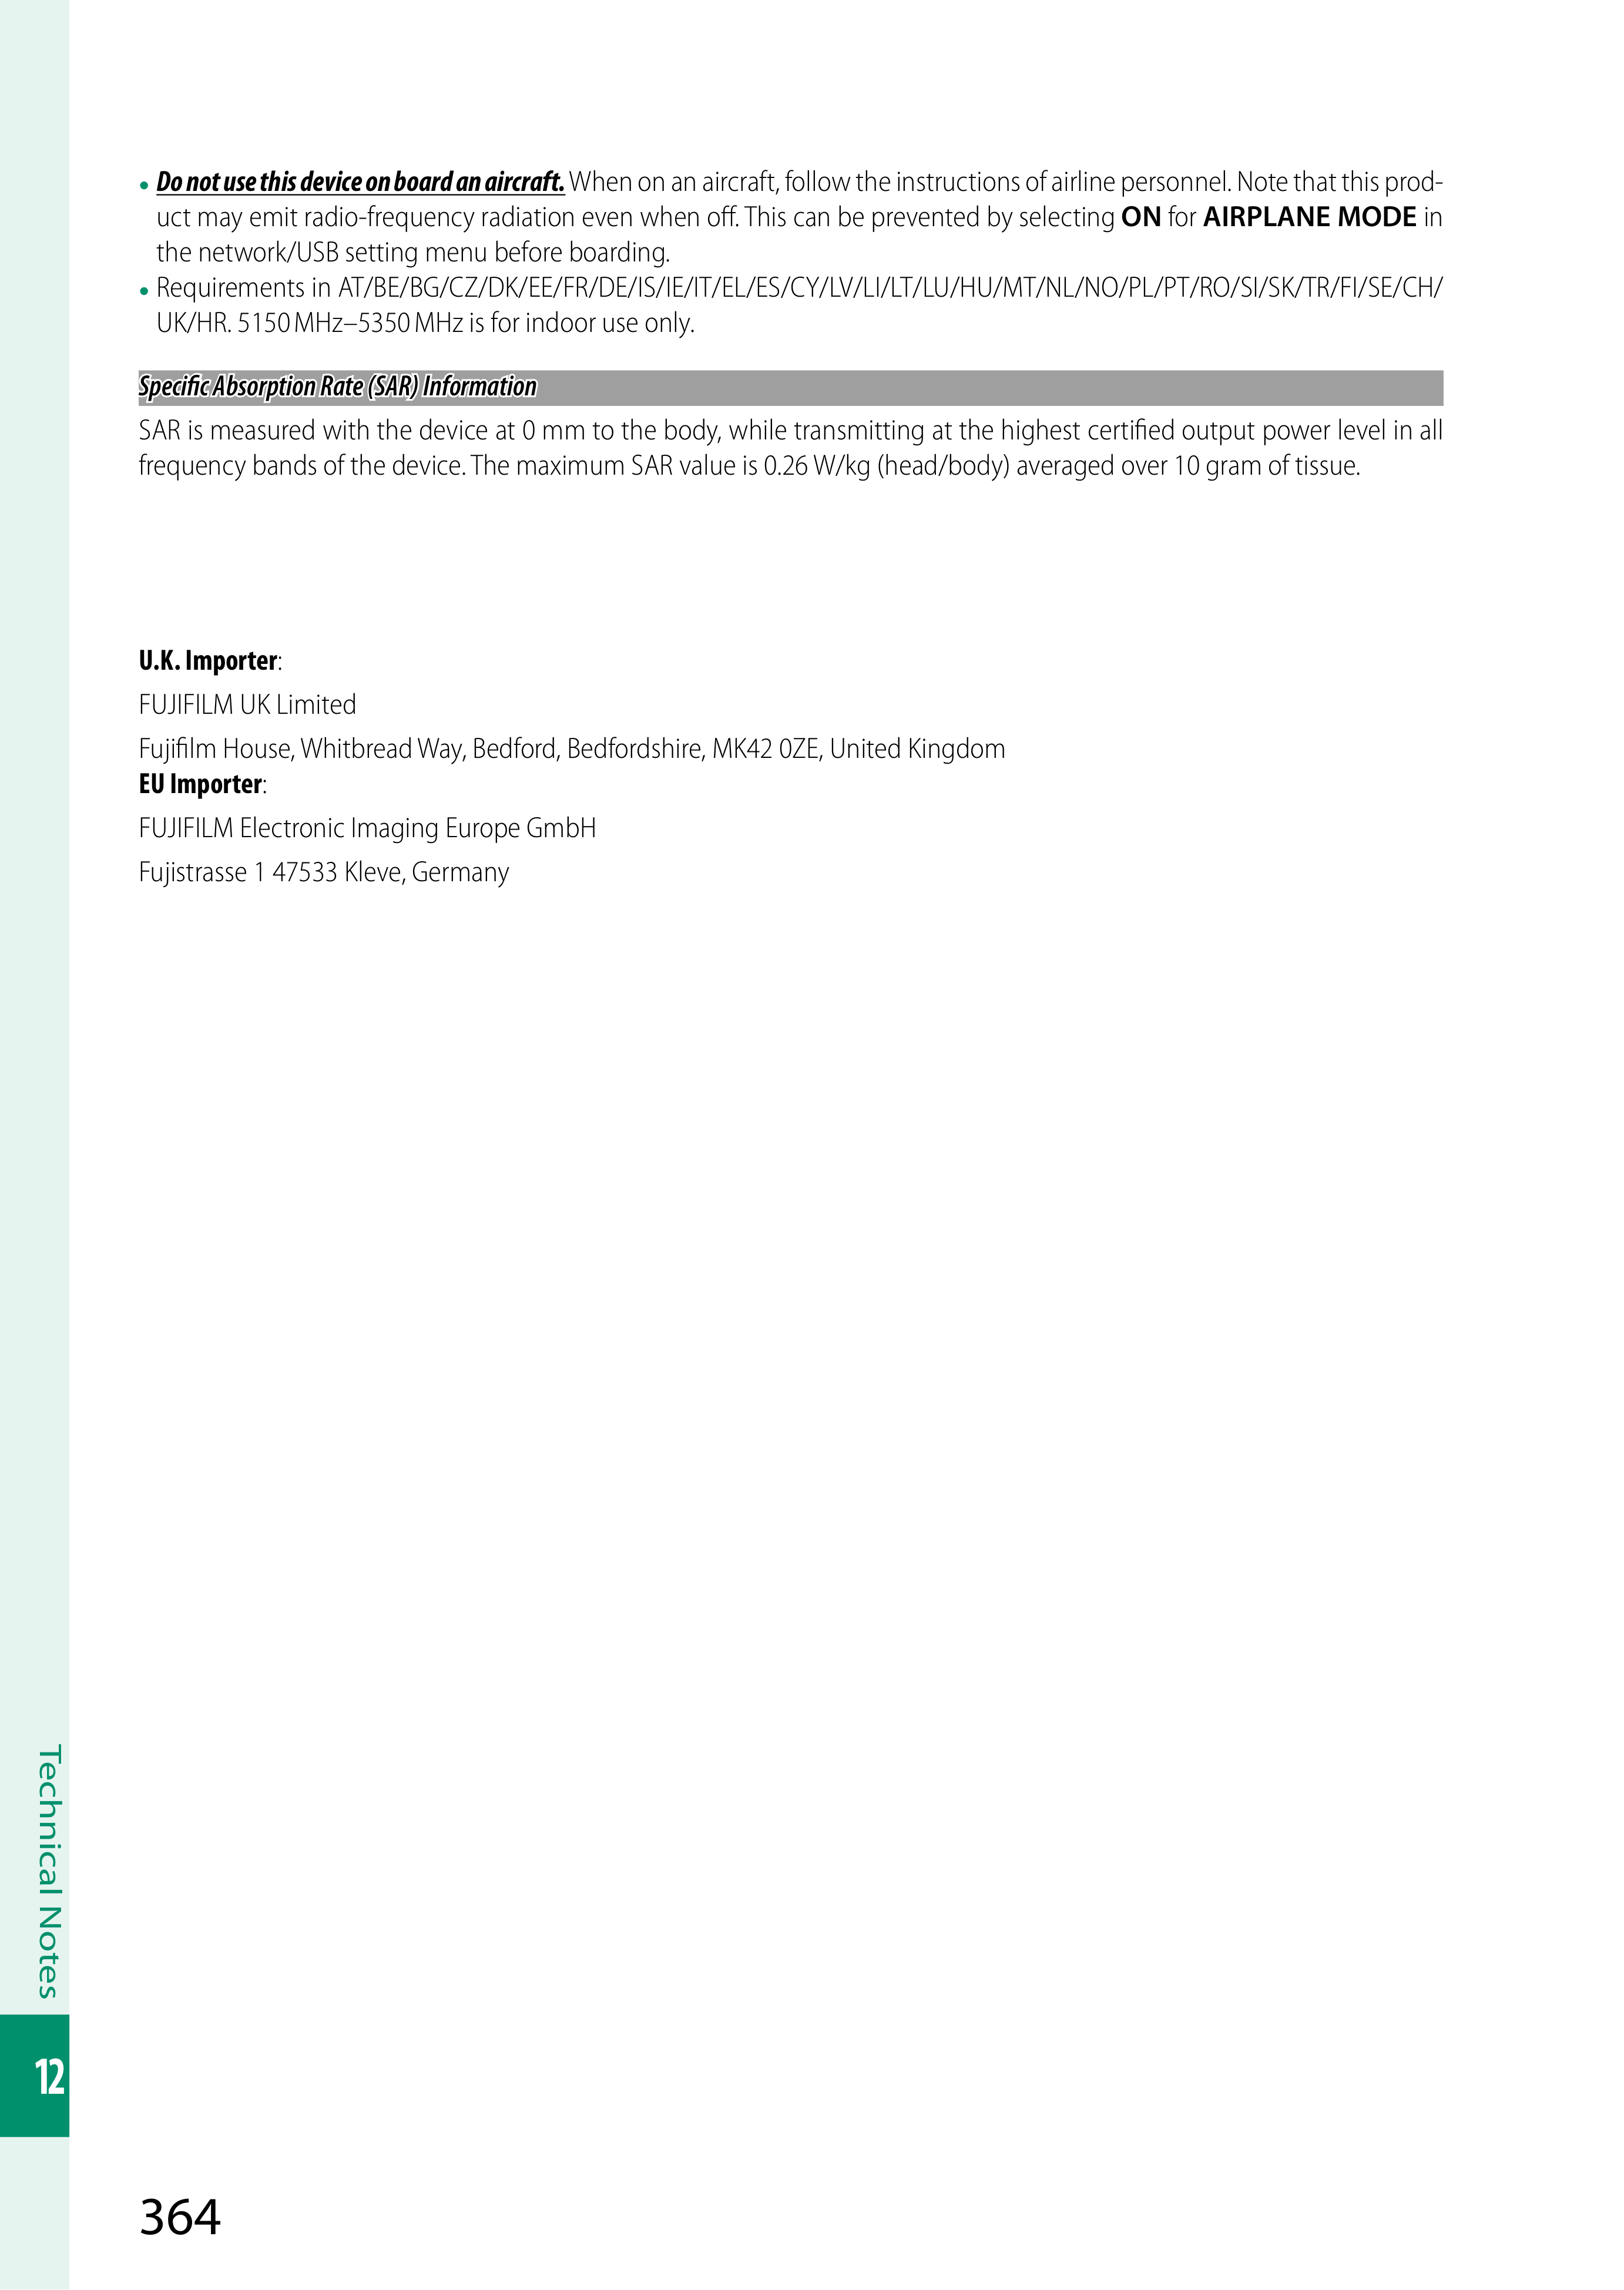 • Do not use this device on board an aircraft. When on an aircraft, follow the instructions of airline personnel. Note that this prod-
uct may emit radio-frequency radiation even when off. This can be prevented by selecting ON for AIRPLANE MODE in
the network/USB setting menu before boarding.
• Requirements in AT/BE/BG/CZ/DK/EE/FR/DE/IS/IE/IT/EL/ES/CY/LV/LI/LT/LU/HU/MT/NL/NO/PL/PT/RO/SI/SK/TR/FI/SE/CH/
UK/HR. 5150 MHz–5350 MHz is for indoor use only.
Specific Absorption Rate (SAR) Information
SAR is measured with the device at 0 mm to the body, while transmitting at the highest certified output power level in all
frequency bands of the device. The maximum SAR value is 0.26 W/kg (head/body) averaged over 10 gram of tissue.
U.K. Importer:
FUJIFILM UK Limited
Fujifilm House, Whitbread Way, Bedford, Bedfordshire, MK42 0ZE, United Kingdom
EU Importer:
FUJIFILM Electronic Imaging Europe GmbH
Fujistrasse 1 47533 Kleve, Germany
Technical Notes
12
364